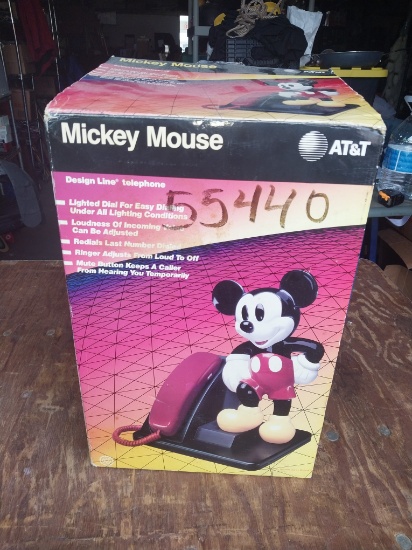 Mickey Mouse
Mickey Mouse
AT&T
Design Line® telephone
Lighted Dial For Easy Dialing
Under All Lighting Conditions
Loudness Of Incoming Voice
Can Be Adjusted
Redials Last Number
Ringer Adjusts From Loud To Off
Mute Button Keeps A Caller
From Hearing You Temporarily
55440